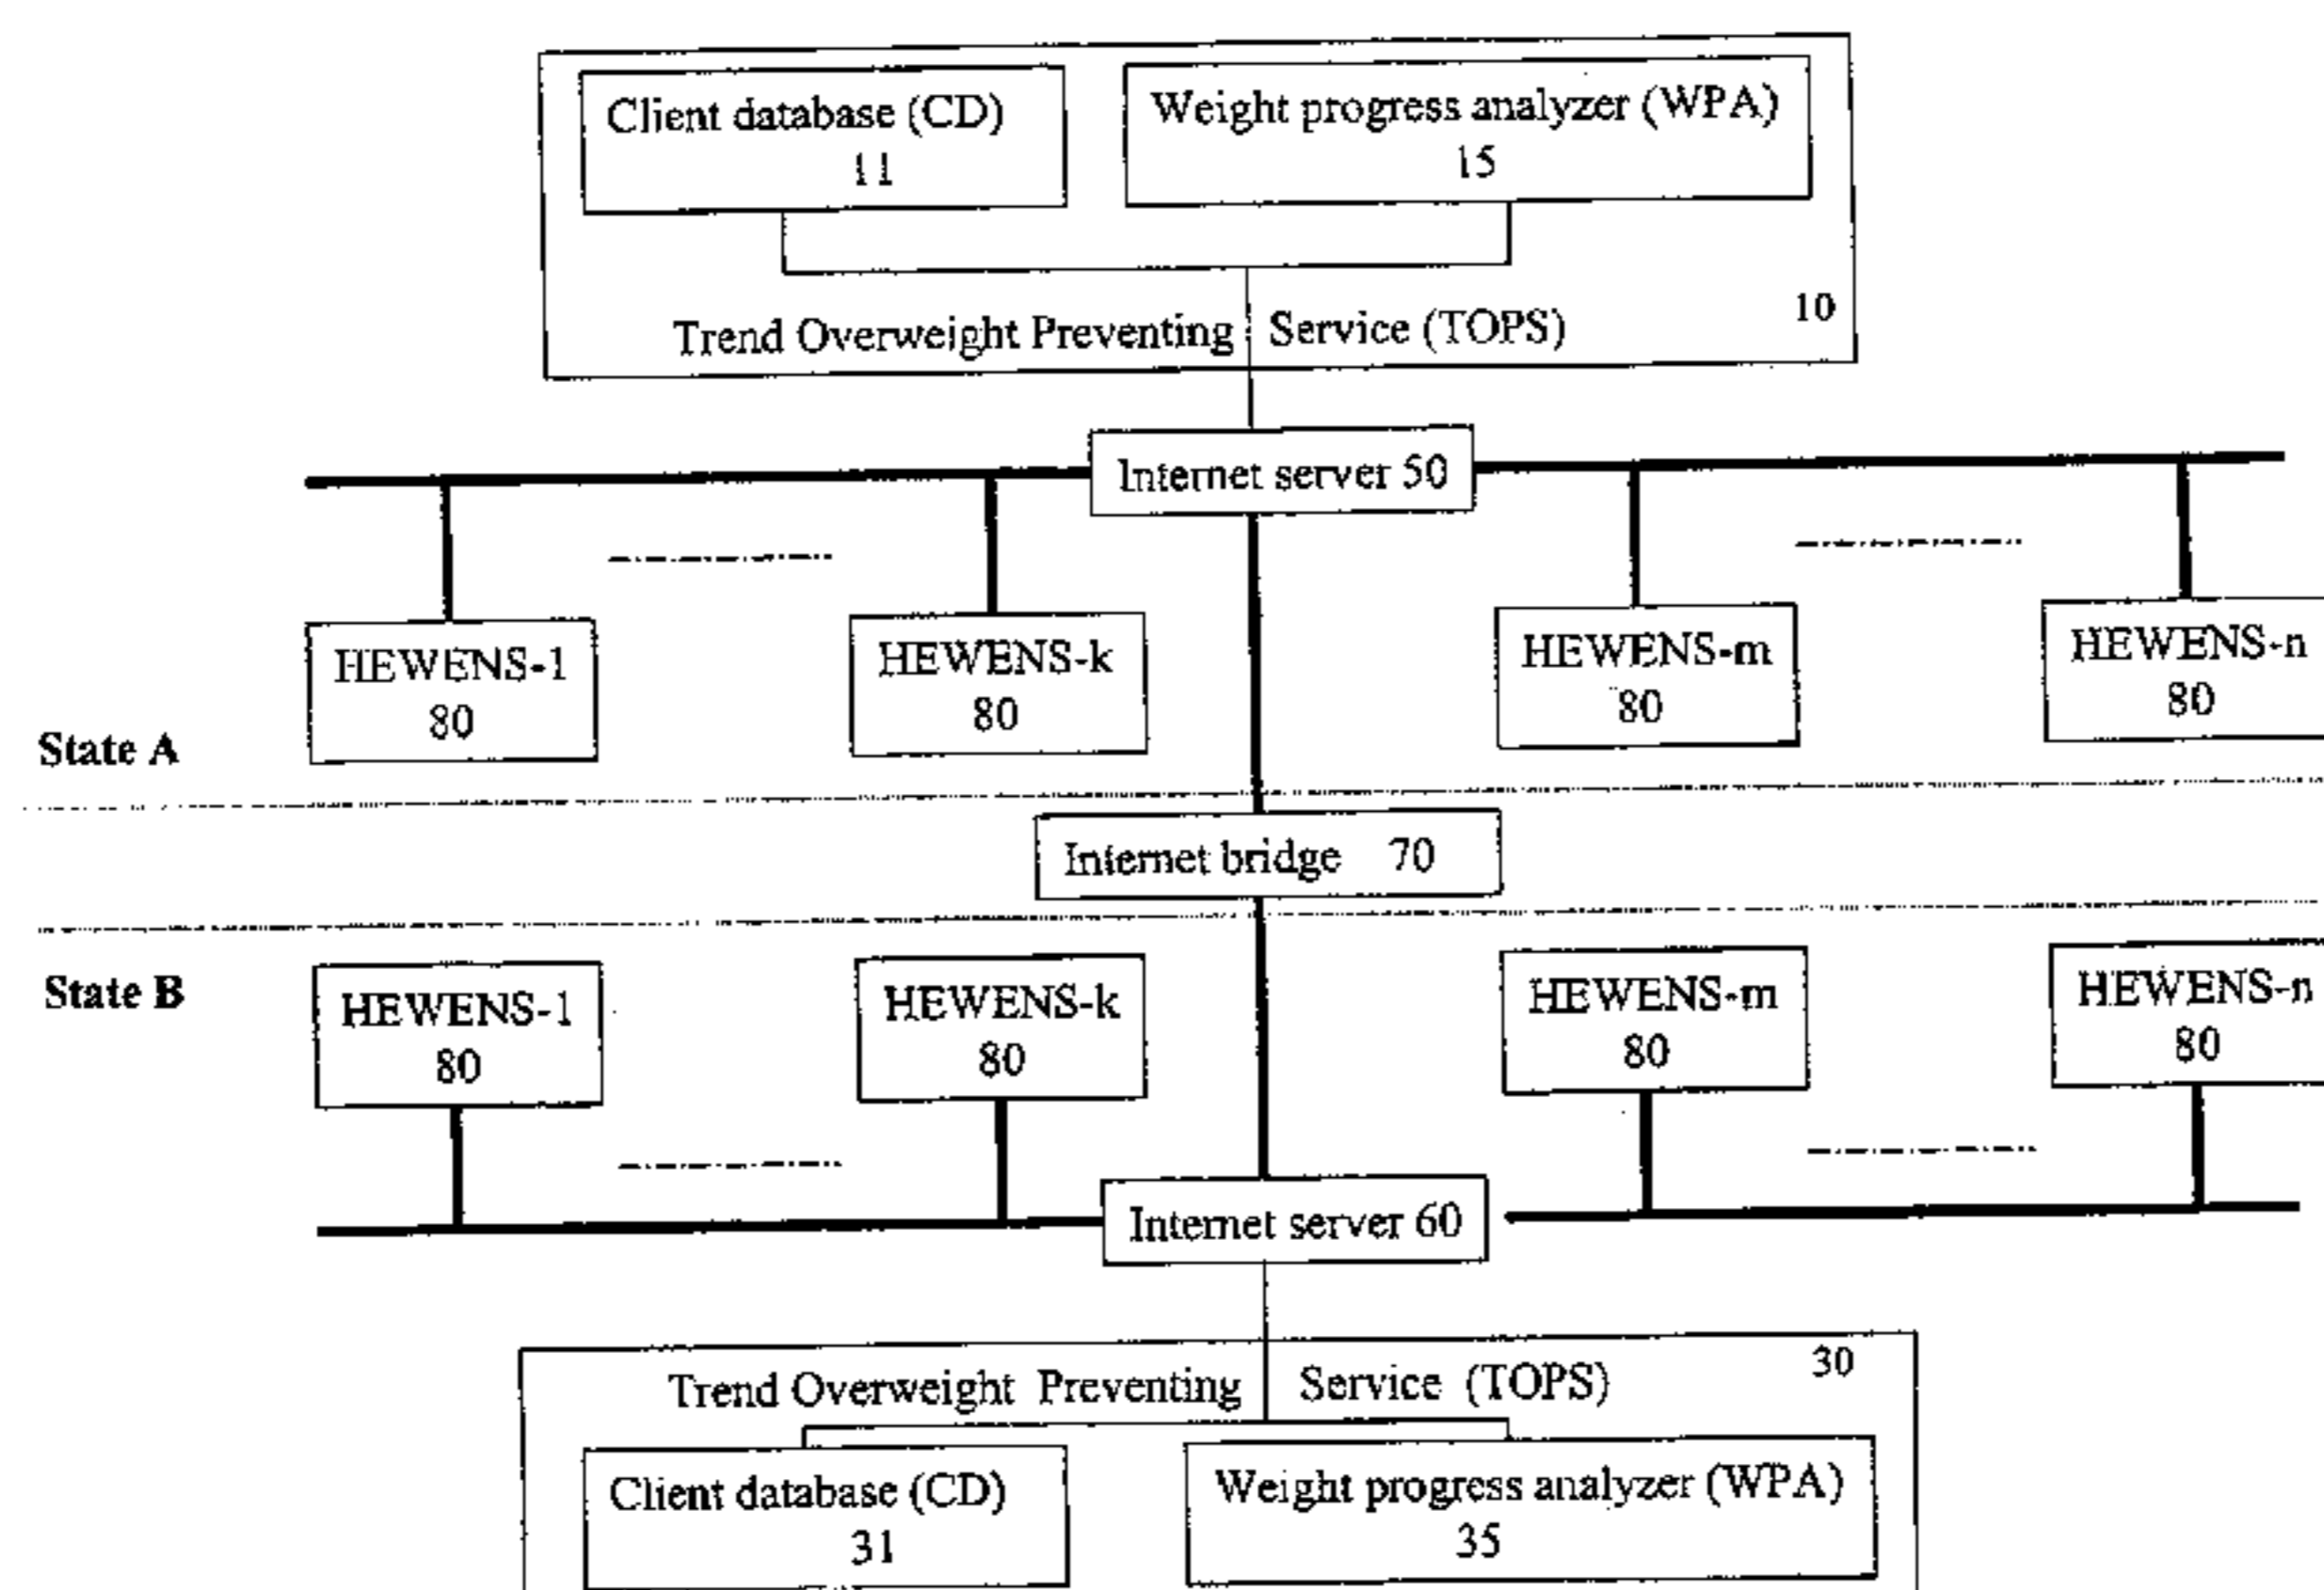 Client database (CD)
11
Weight progress analyzer (WPA)
15
10
Trend Overweight Preventing Service (TOPS)
Internet server 50
HEWENS-1
80
HEWENS-k
80
HEWENS-m
80
HEWENS-n
80
State A
Internet bridge 70
State B
HEWENS-1
80
HEWENS-k
80
HEWENS-m
80
HEWENS-n
80
Internet server 60
30
Trend Overweight Preventing Service (TOPS)
Client database (CD)
31
Weight progress analyzer (WPA)
35